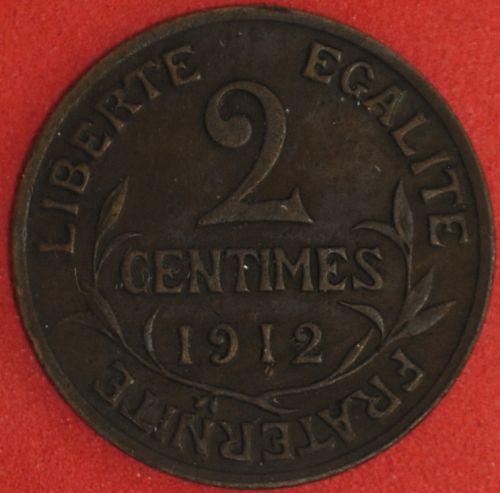 LIBERTE EGALITE
2
CENTIMES
1912
FRATERNITE